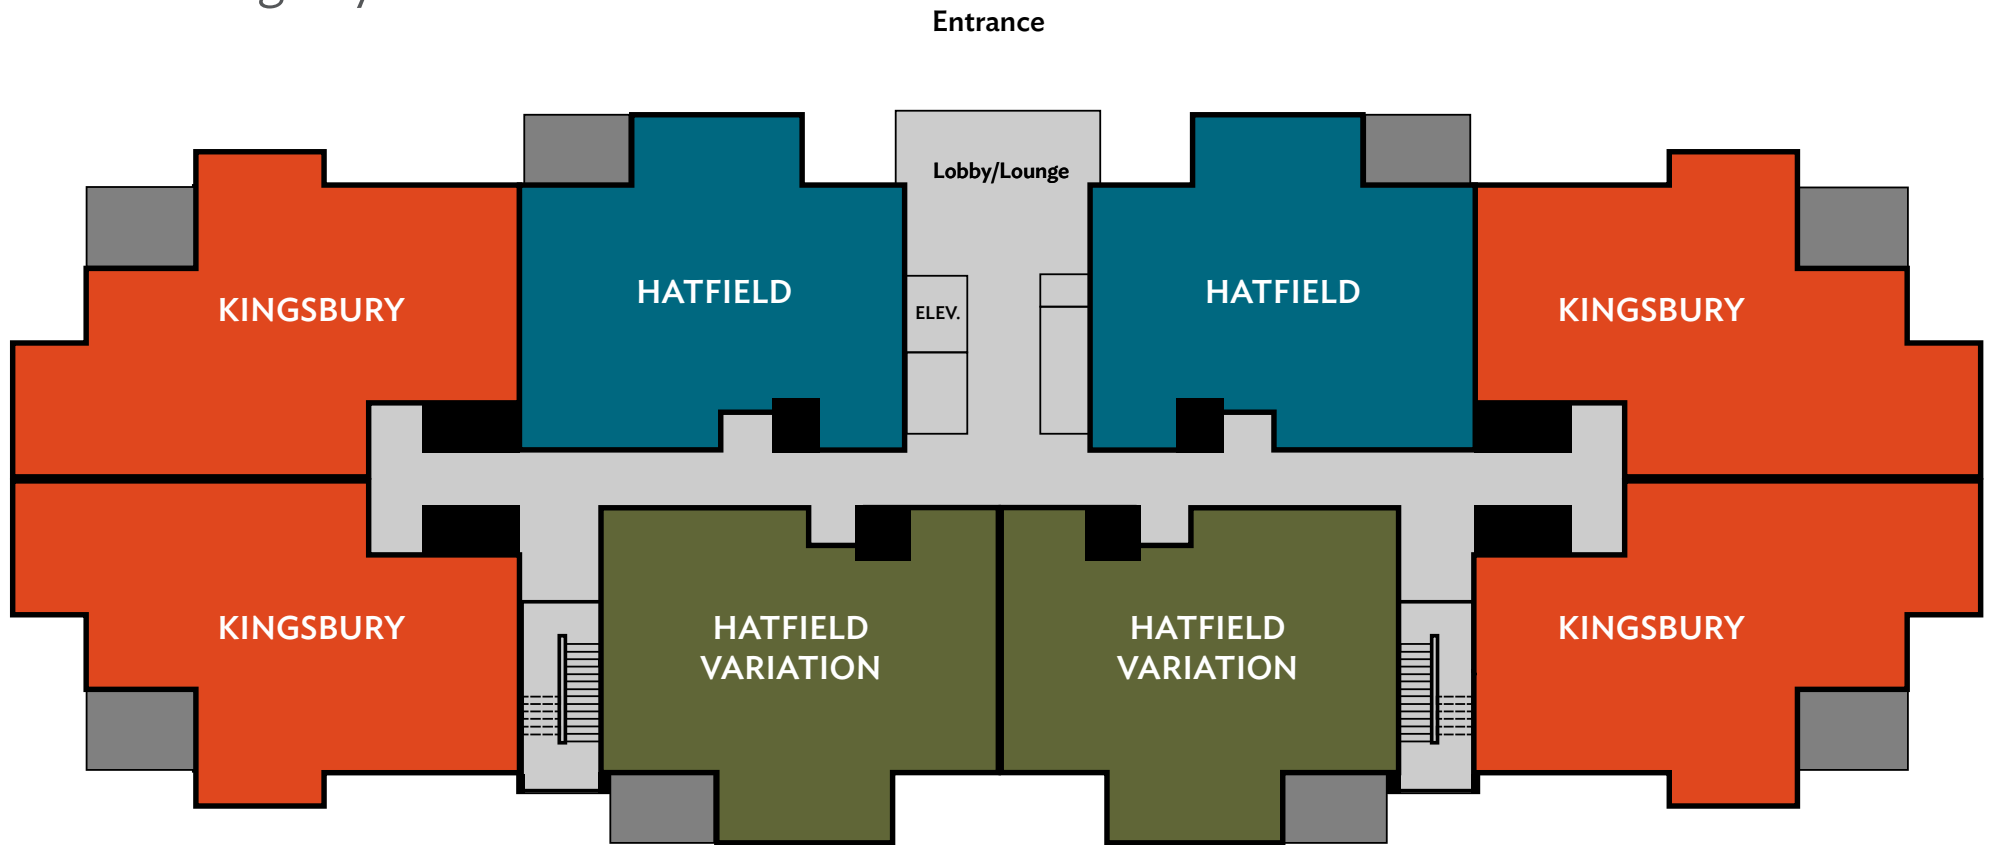 Entrance
Lobby/Lounge
HATFIELD
HATFIELD
KINGSBURY
ELEV.
KINGSBURY
KINGSBURY
HATFIELD
VARIATION
HATFIELD
VARIATION
KINGSBURY